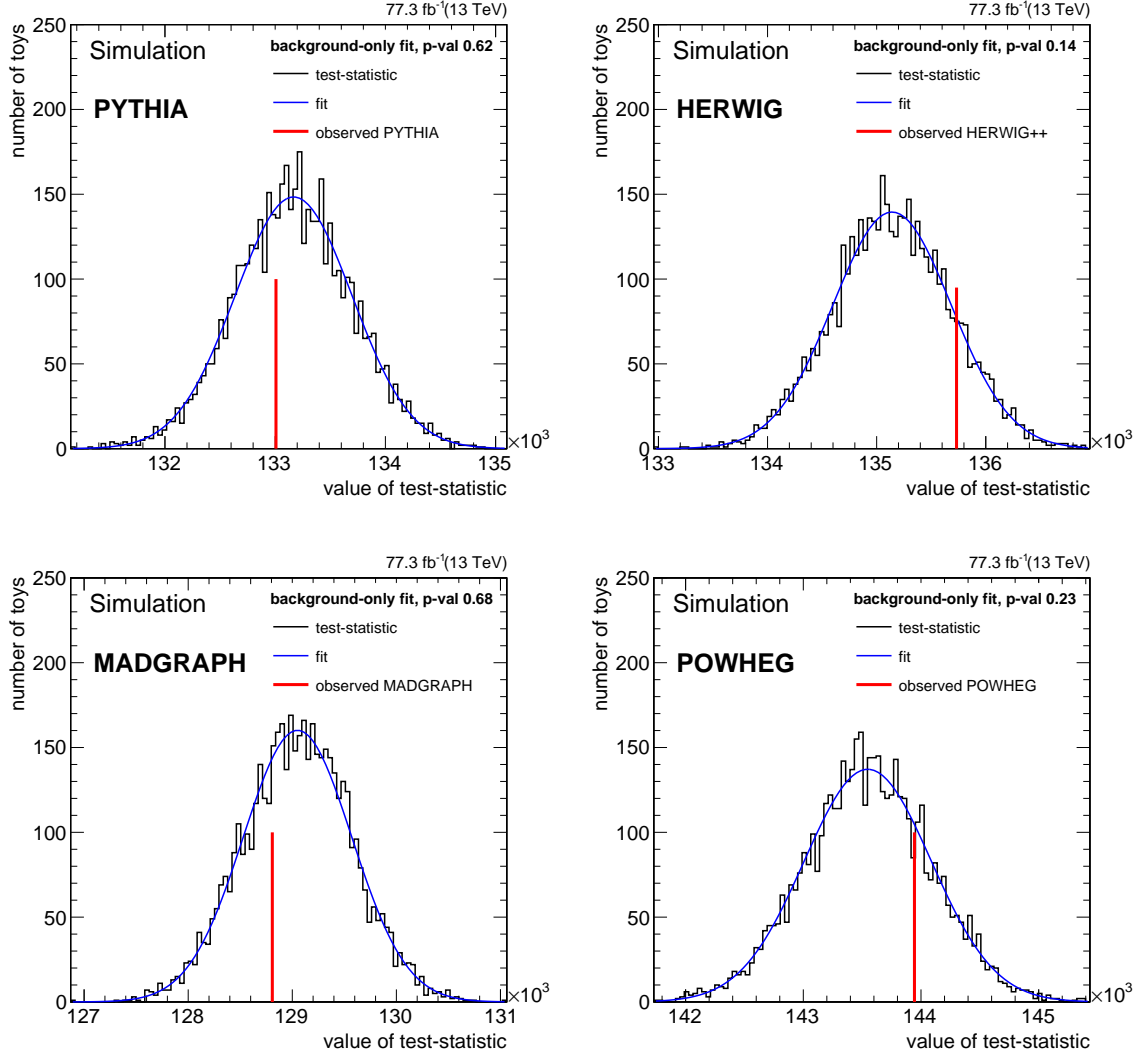 77.3 fb⁻¹(13 TeV)
number of toys
250
200
150
100
50
0
Simulation
background-only fit, p-val 0.62
test-statistic
fit
observed PYTHIA
PYTHIA
132 133 134 135
×10³
value of test-statistic
77.3 fb⁻¹(13 TeV)
number of toys
250
200
150
100
50
0
Simulation
background-only fit, p-val 0.14
test-statistic
fit
observed HERWIG++
HERWIG
133 134 135 136
×10³
value of test-statistic
77.3 fb⁻¹(13 TeV)
number of toys
250
200
150
100
50
0
Simulation
background-only fit, p-val 0.68
test-statistic
fit
observed MADGRAPH
MADGRAPH
127 128 129 130 131
×10³
value of test-statistic
77.3 fb⁻¹(13 TeV)
number of toys
250
200
150
100
50
0
Simulation
background-only fit, p-val 0.23
test-statistic
fit
observed POWHEG
POWHEG
142 143 144 145
×10³
value of test-statistic